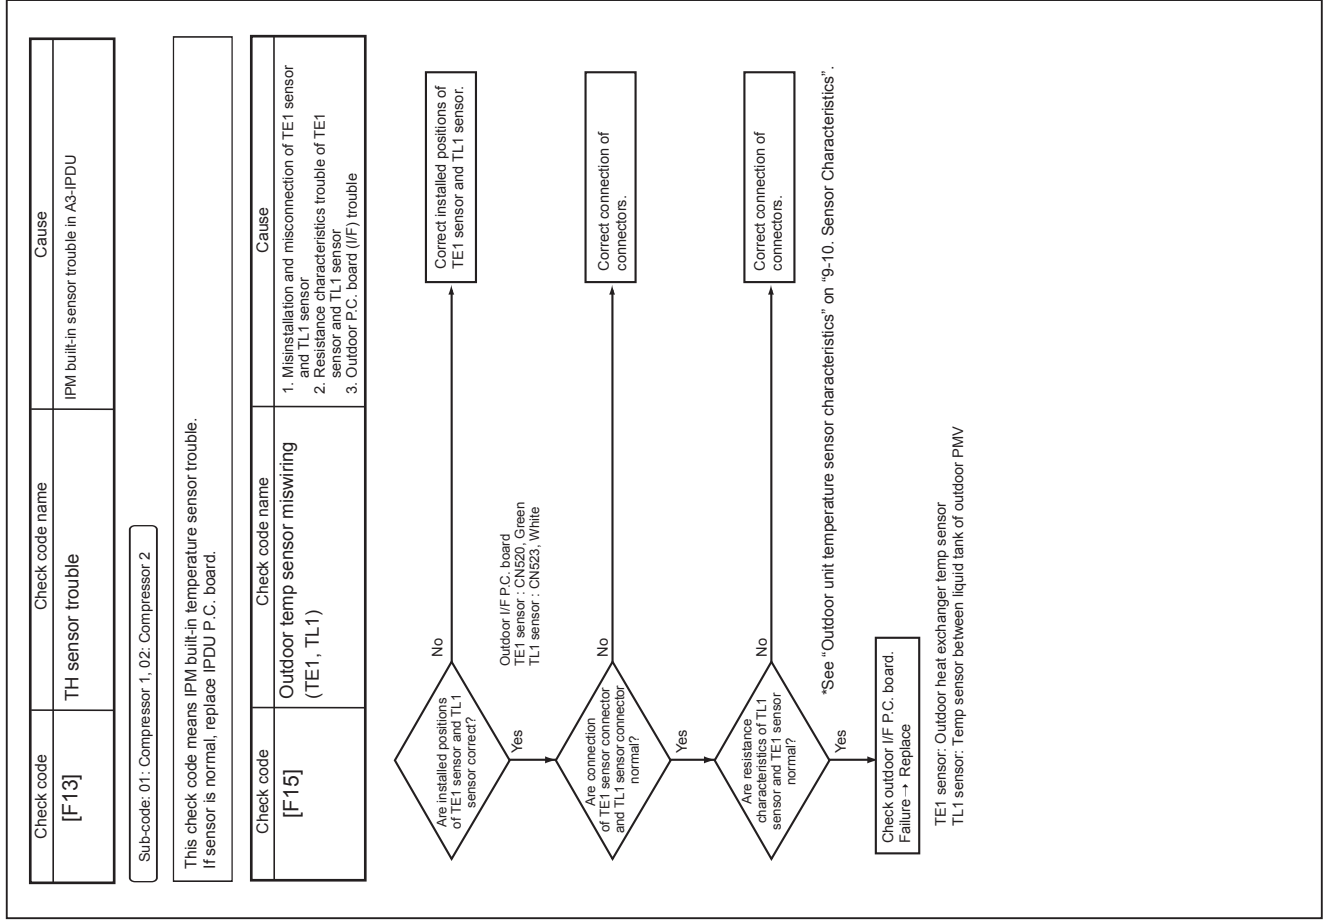 Check code
Check code name
Cause
[F13]
TH sensor trouble
IPM built-in sensor trouble in A3-IPDU
Sub-code: 01: Compressor 1, 02: Compressor 2
This check code means IPM built-in temperature sensor trouble.
If sensor is normal, replace IPDU P.C. board.
Check code
Check code name
Cause
[F15]
Outdoor temp sensor miswiring
(TE1, TL1)
1. Misinstallation and misconnection of TE1 sensor
and TL1 sensor
2. Resistance characteristics trouble of TE1
sensor and TL1 sensor
3. Outdoor P.C. board (I/F) trouble
Are installed positions
of TE1 sensor and TL1
sensor correct?
No
Correct installed positions of
TE1 sensor and TL1 sensor.
Yes
Outdoor I/F P.C. board
TE1 sensor : CN520, Green
TL1 sensor : CN523, White
Are connection
of TE1 sensor connector
and TL1 sensor connector
normal?
No
Correct connection of
connectors.
Yes
Are resistance
characteristics of TL1
sensor and TE1 sensor
normal?
No
Correct connection of
connectors.
Yes
*See “Outdoor unit temperature sensor characteristics” on “9-10. Sensor Characteristics”.
Check outdoor I/F P.C. board.
Failure → Replace
TE1 sensor: Outdoor heat exchanger temp sensor
TL1 sensor: Temp sensor between liquid tank of outdoor PMV